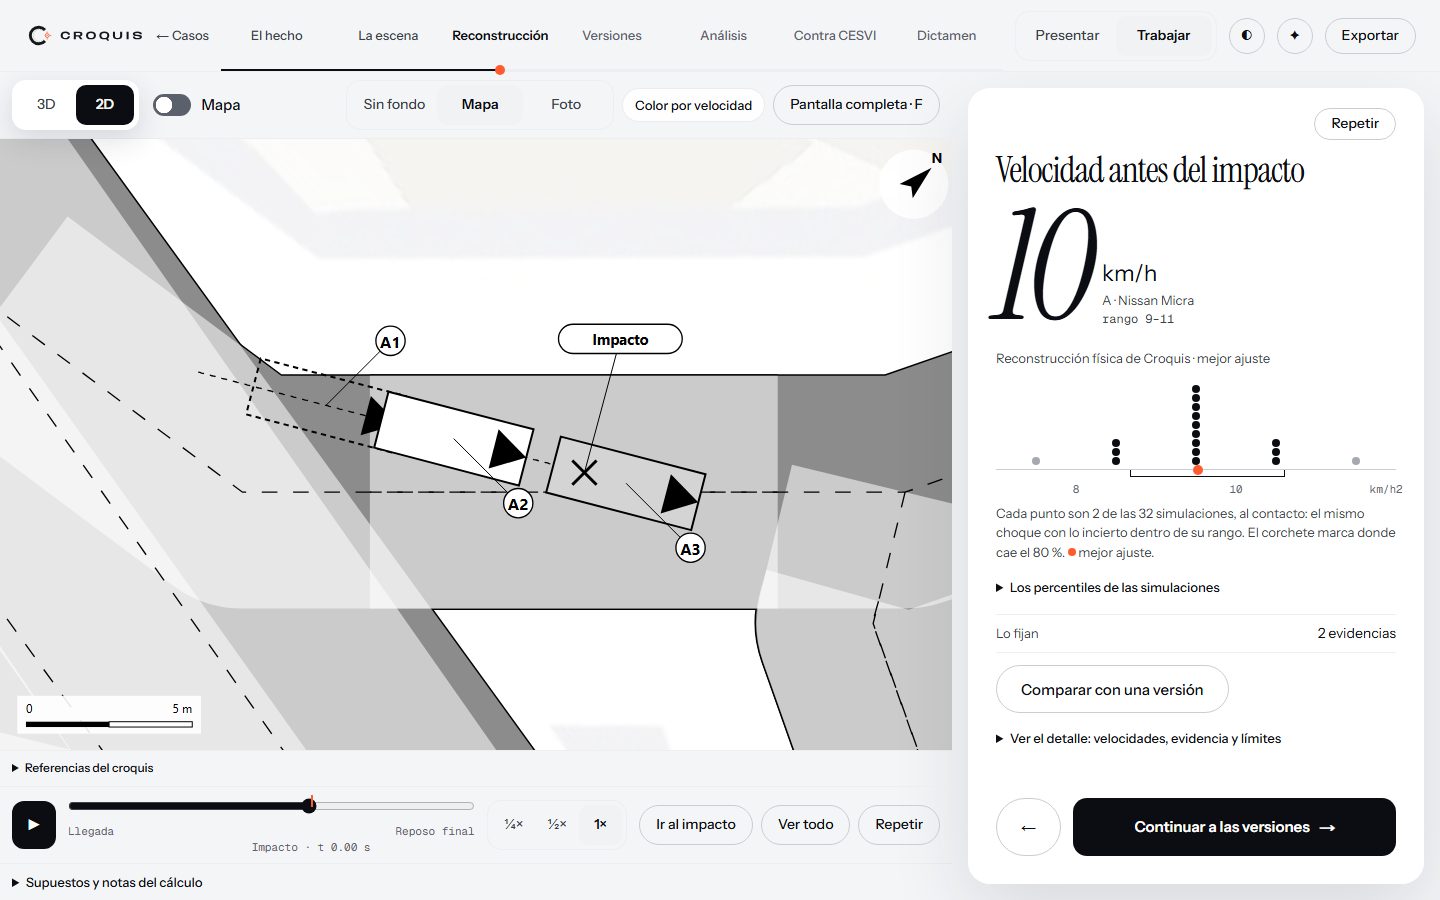 CROQUIS
← Casos
El hecho
La escena
Reconstrucción
Versiones
Análisis
Contra CESVI
Dictamen
Presentar
Trabajar
Exportar
3D
2D
Mapa
Sin fondo
Mapa
Foto
Color por velocidad
Pantalla completa · F
N
A1
Impacto
A2
A3
0
5 m
Referencias del croquis
Llegada
Reposo final
Impacto · t 0.00 s
¼×
½×
1×
Ir al impacto
Ver todo
Repetir
Supuestos y notas del cálculo
Repetir
Velocidad antes del impacto
10
km/h
A · Nissan Micra
rango 9–11
Reconstrucción física de Croquis · mejor ajuste
8
10
km/h2
Cada punto son 2 de las 32 simulaciones, al contacto: el mismo
choque con lo incierto dentro de su rango. El corchete marca donde
cae el 80 %. mejor ajuste.
Los percentiles de las simulaciones
Lo fijan
2 evidencias
Comparar con una versión
Ver el detalle: velocidades, evidencia y límites
←
Continuar a las versiones →